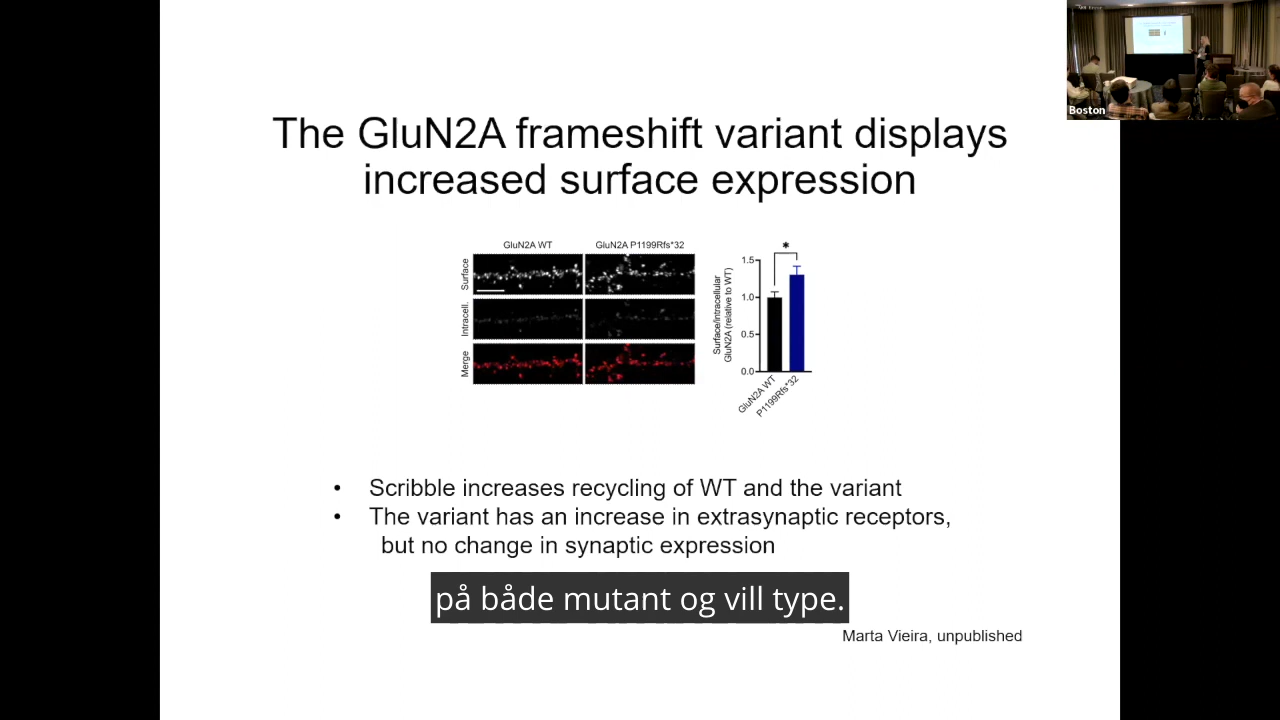 Boston
The GluN2A frameshift variant displays
increased surface expression
GluN2A WT
GluN2A P1199Rfs*32
Surface
Intracell.
Merge
*
Surface/intracellular
GluN2A (relative to WT)
1.5
1.0
0.5
0.0
GluN2A WT
P1199Rfs*32
• Scribble increases recycling of WT and the variant
• The variant has an increase in extrasynaptic receptors,
but no change in synaptic expression
på både mutant og vill type.
Marta Vieira, unpublished